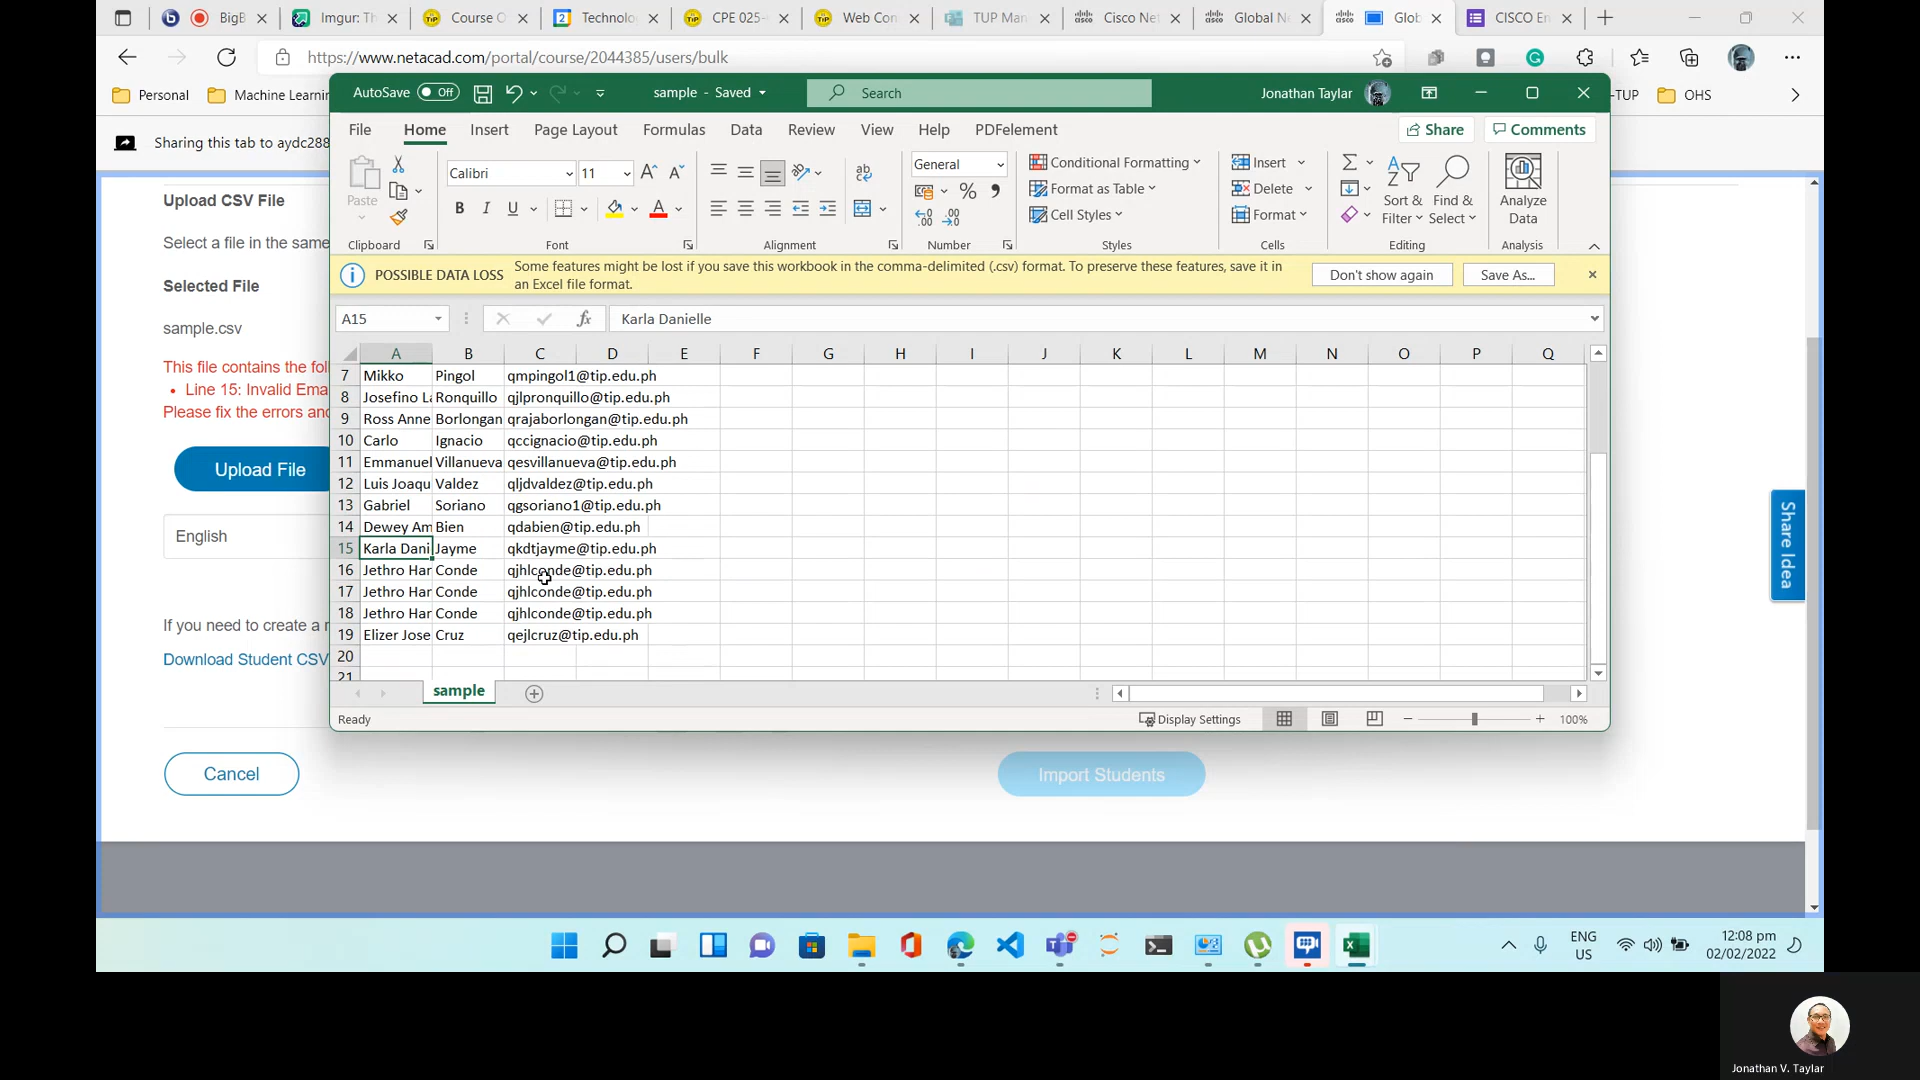 BigB
Imgur: Th
Course O
Technolo
CPE 025-
Web Con
TUP Man
Cisco Net
Global Ne
Glob
CISCO En
https://www.netacad.com/portal/course/2044385/users/bulk
Personal
Machine Learnin
-TUP
OHS
Sharing this tab to aydc288
AutoSave Off
sample - Saved
Search
Jonathan Taylar
File Home Insert Page Layout Formulas Data Review View Help PDFelement
Share
Comments
Paste
Calibri
11
B I U
A
General
% ,
Conditional Formatting
Format as Table
Cell Styles
Insert
Delete
Format
Sort & Filter
Find & Select
Analyze Data
Clipboard Font Alignment Number Styles Cells Editing Analysis
POSSIBLE DATA LOSS Some features might be lost if you save this workbook in the comma-delimited (.csv) format. To preserve these features, save it in
an Excel file format.
Don't show again
Save As...
A15
fx
Karla Danielle
A B C D E F G H I J K L M N O P Q
7 Mikko Pingol qmpingol1@tip.edu.ph
8 Josefino La Ronquillo qjlpronquillo@tip.edu.ph
9 Ross Anne Borlongan qrajaborlongan@tip.edu.ph
10 Carlo Ignacio qccignacio@tip.edu.ph
11 Emmanuel Villanueva qesvillanueva@tip.edu.ph
12 Luis Joaqu Valdez qljdvaldez@tip.edu.ph
13 Gabriel Soriano qgsoriano1@tip.edu.ph
14 Dewey Am Bien qdabien@tip.edu.ph
15 Karla Dani Jayme qkdtjayme@tip.edu.ph
16 Jethro Har Conde qjhlconde@tip.edu.ph
17 Jethro Har Conde qjhlconde@tip.edu.ph
18 Jethro Har Conde qjhlconde@tip.edu.ph
19 Elizer Jose Cruz qejlcruz@tip.edu.ph
20
21
sample
Ready
Display Settings
100%
Upload CSV File
Select a file in the same
Selected File
sample.csv
This file contains the foll
Line 15: Invalid Ema
Please fix the errors and
Upload File
English
If you need to create a n
Download Student CSV
Cancel
Import Students
Share Idea
ENG
US
12:08 pm
02/02/2022
Jonathan V. Taylar